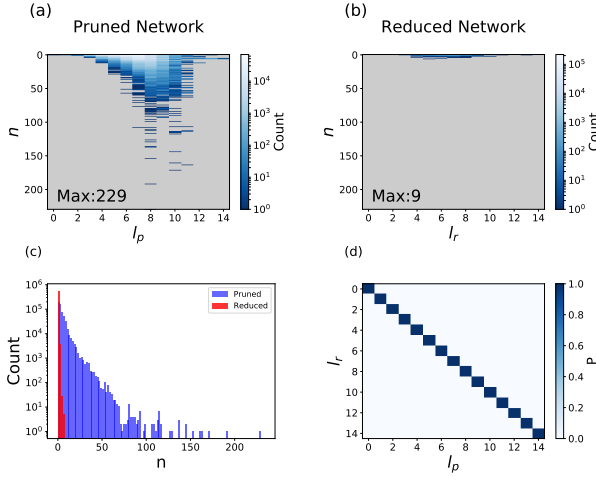 (a)
Pruned Network
0
50
100
150
200
n
Max:229
0 2 4 6 8 10 12 14
l_p
10^4
10^3
10^2
10^1
10^0
Count
(b)
Reduced Network
0
50
100
150
200
n
Max:9
0 2 4 6 8 10 12 14
l_r
10^5
10^4
10^3
10^2
10^1
10^0
Count
(c)
10^6
10^5
10^4
10^3
10^2
10^1
10^0
Count
Pruned
Reduced
0 50 100 150 200
n
(d)
0
2
4
6
8
10
12
14
l_r
0 2 4 6 8 10 12 14
l_p
1.0
0.8
0.6
0.4
0.2
0.0
P